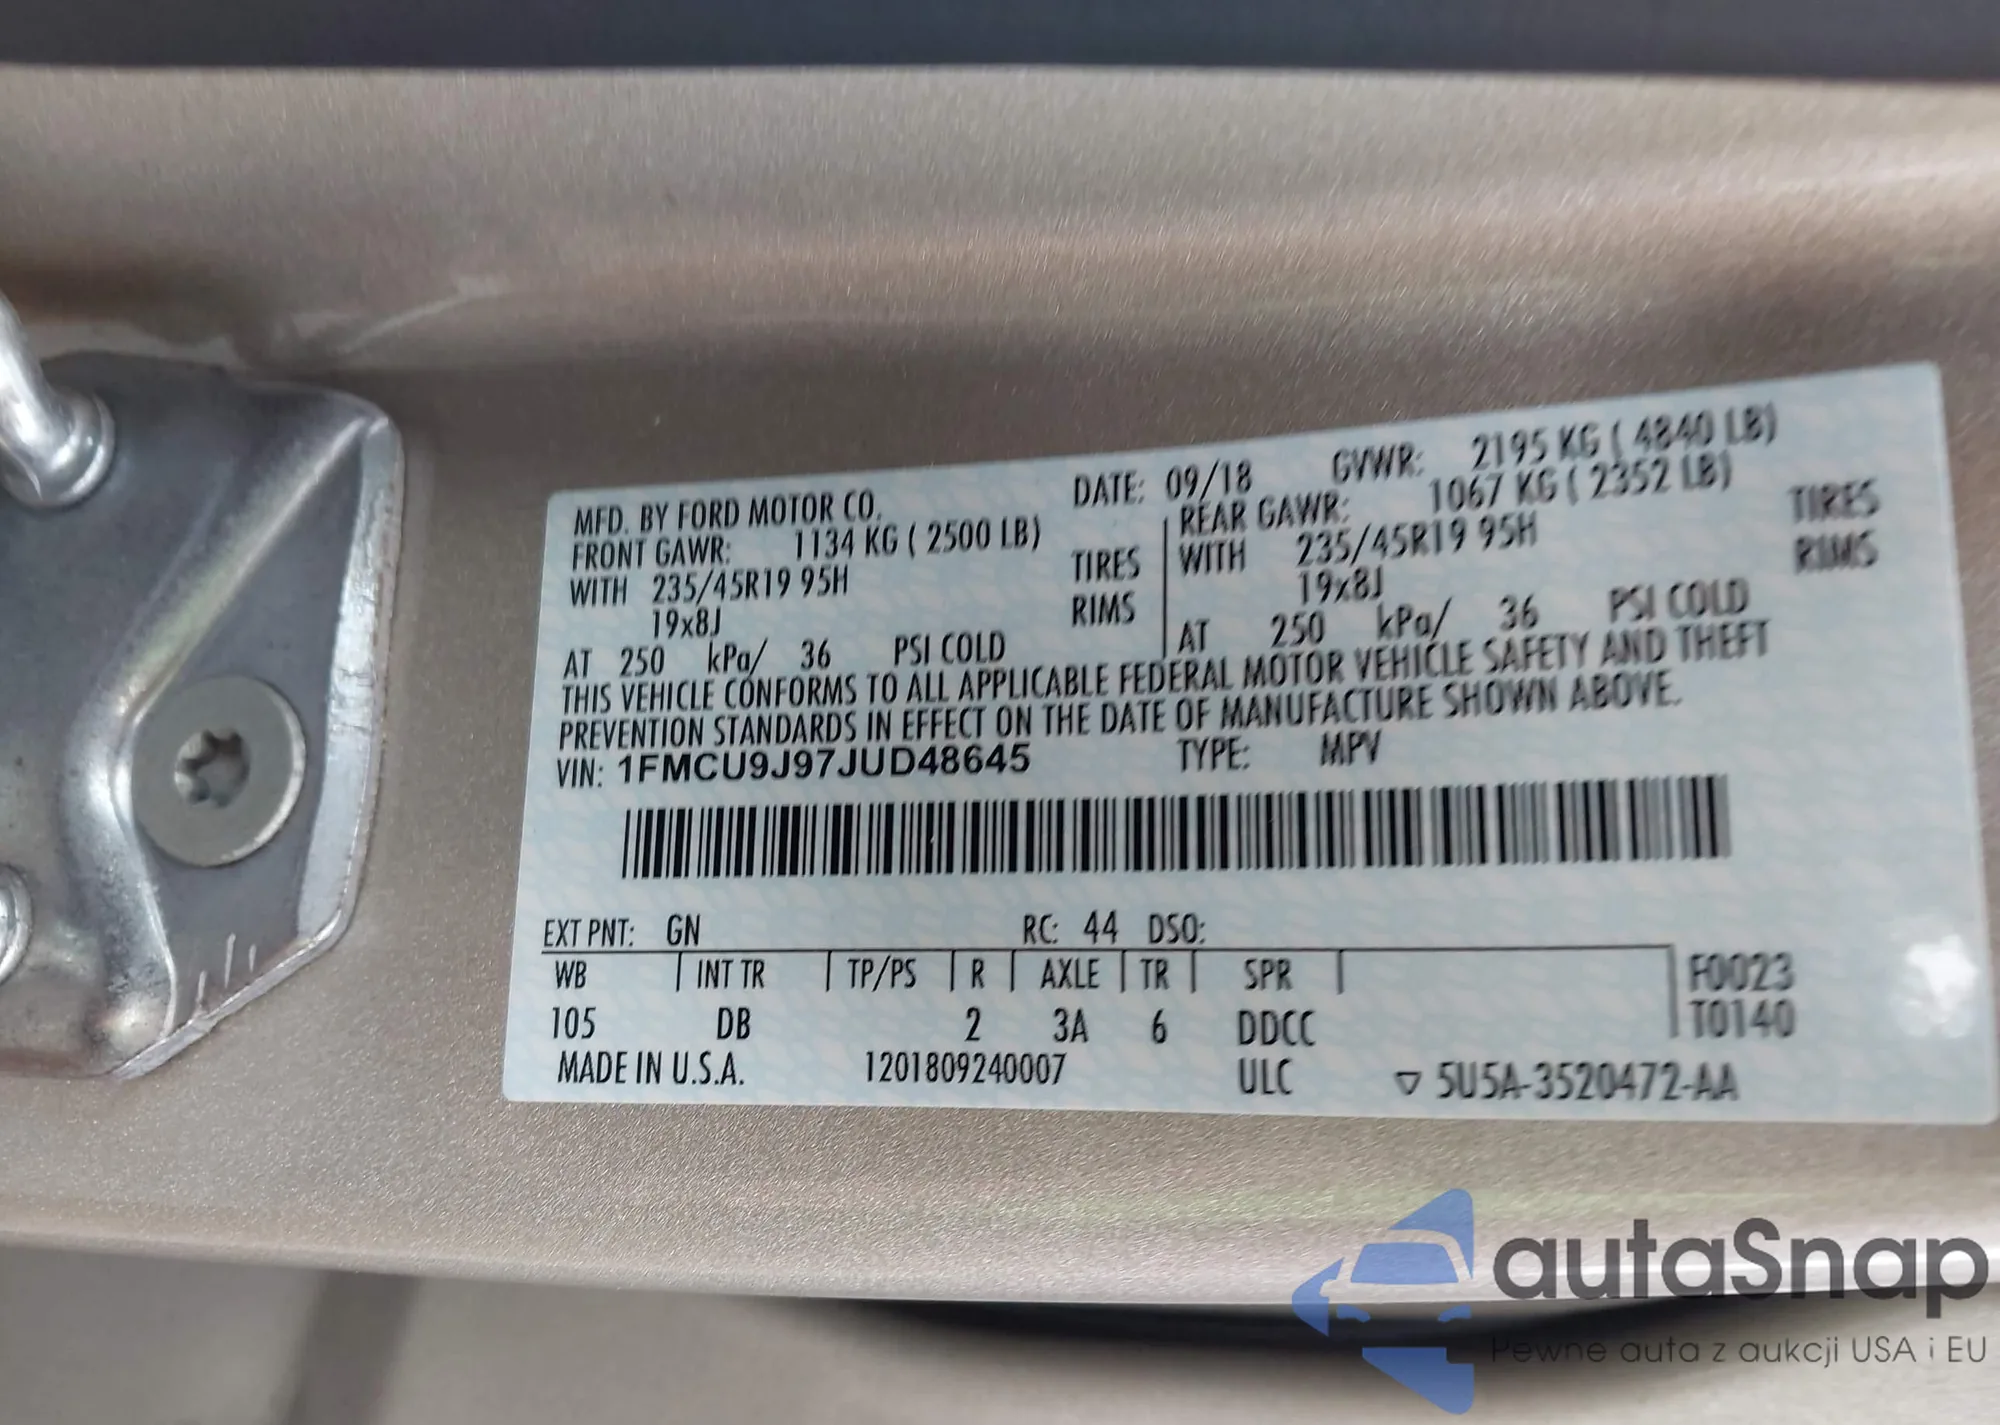 MFD. BY FORD MOTOR CO. DATE: 09/18 GVWR: 2195 KG ( 4840 LB)
FRONT GAWR: 1134 KG ( 2500 LB) REAR GAWR: 1067 KG ( 2352 LB)
WITH 235/45R19 95H TIRES WITH 235/45R19 95H TIRES
19x8J RIMS 19x8J RIMS
AT 250 kPa/ 36 PSI COLD AT 250 kPa/ 36 PSI COLD
THIS VEHICLE CONFORMS TO ALL APPLICABLE FEDERAL MOTOR VEHICLE SAFETY AND THEFT
PREVENTION STANDARDS IN EFFECT ON THE DATE OF MANUFACTURE SHOWN ABOVE.
VIN: 1FMCU9J97JUD48645 TYPE: MPV
EXT PNT: GN RC: 44 DSO:
WB INT TR TP/PS R AXLE TR SPR F0023
105 DB 2 3A 6 DDCC T0140
MADE IN U.S.A. 1201809240007 ULC ▽ 5U5A-3520472-AA
autaSnap
Pewne auta z aukcji USA i EU